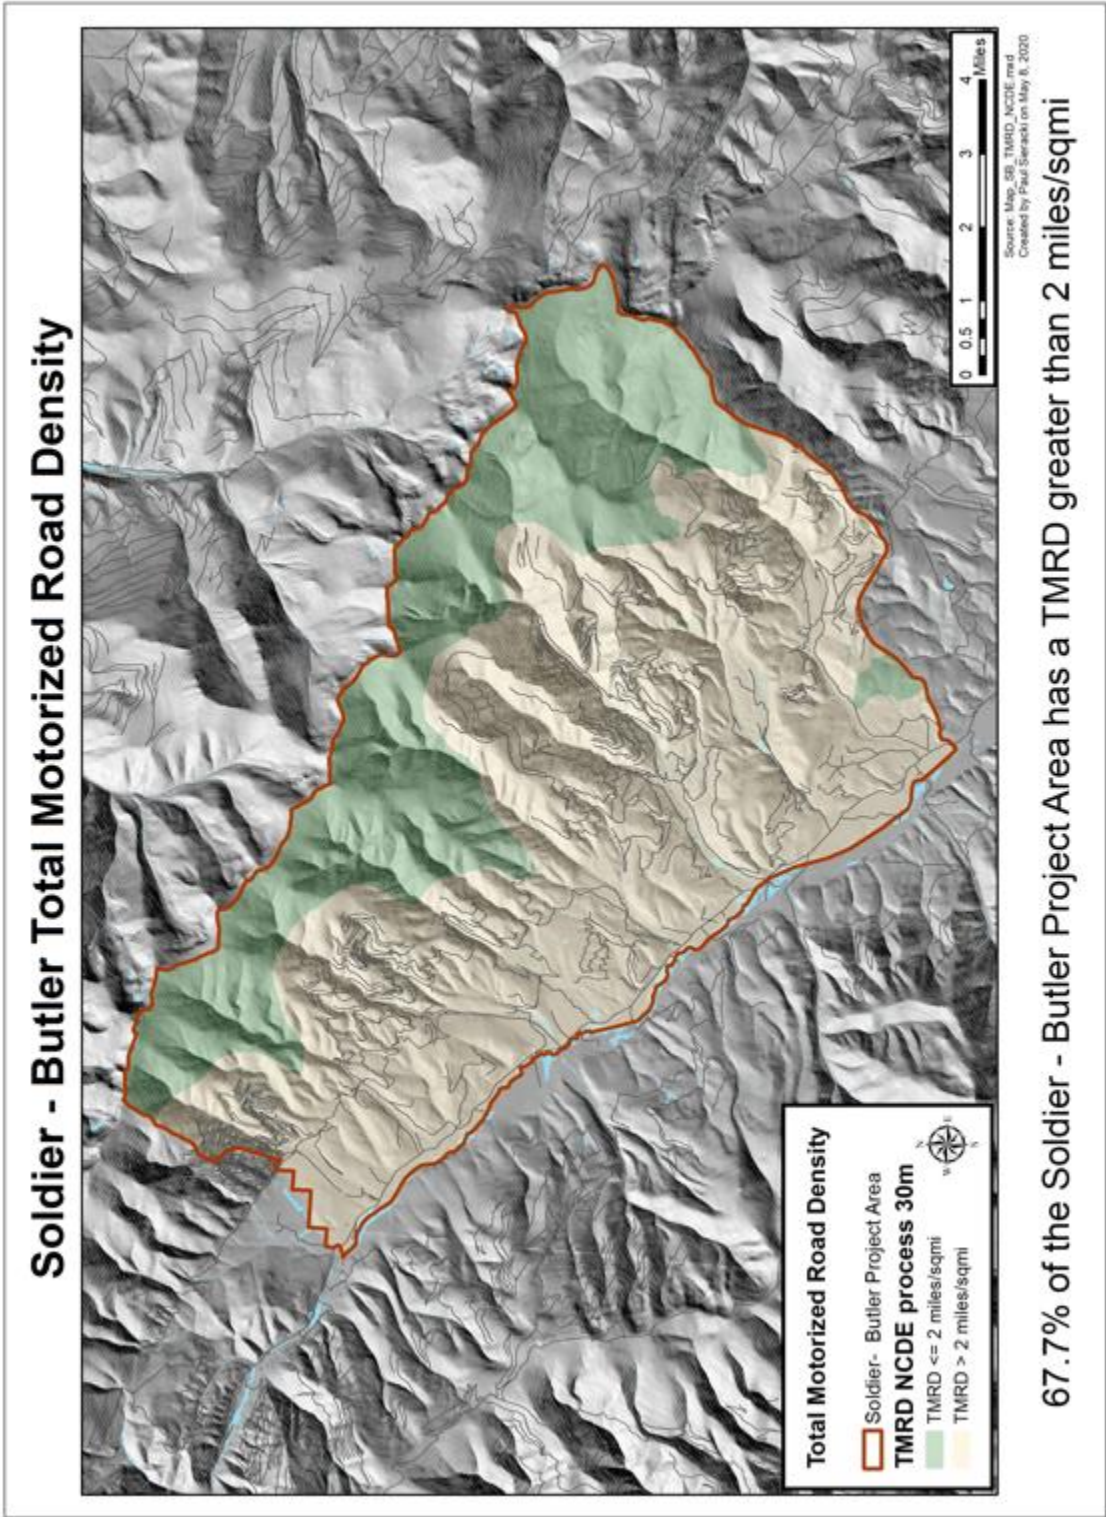 Soldier - Butler Total Motorized Road Density
Total Motorized Road Density
Soldier- Butler Project Area
TMRD NCDE process 30m
TMRD <= 2 miles/sqmi
TMRD > 2 miles/sqmi
N
W E
S
0 0.5 1 2 3 4
Miles
Source: Map_SB_TMRD_NCDE.mxd
Created by Paul Sieracki on May 8, 2020
67.7% of the Soldier - Butler Project Area has a TMRD greater than 2 miles/sqmi